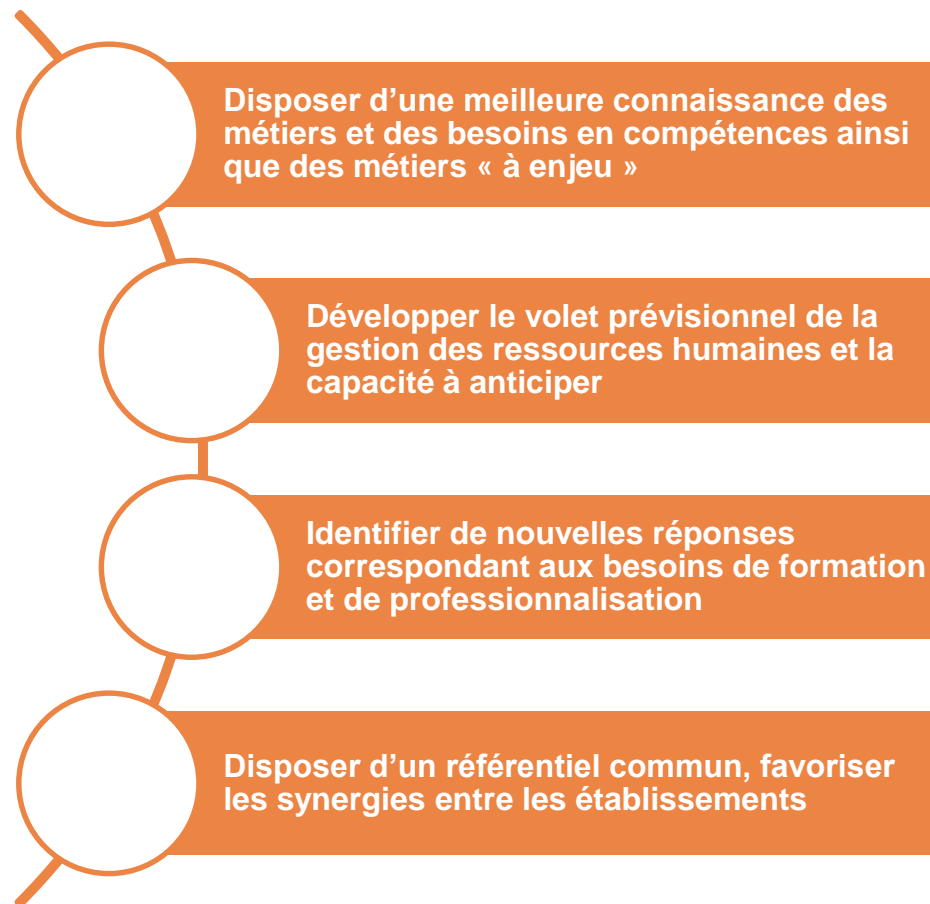 Disposer d’une meilleure connaissance des
métiers et des besoins en compétences ainsi
que des métiers « à enjeu »
Développer le volet prévisionnel de la
gestion des ressources humaines et la
capacité à anticiper
Identifier de nouvelles réponses
correspondant aux besoins de formation
et de professionnalisation
Disposer d’un référentiel commun, favoriser
les synergies entre les établissements